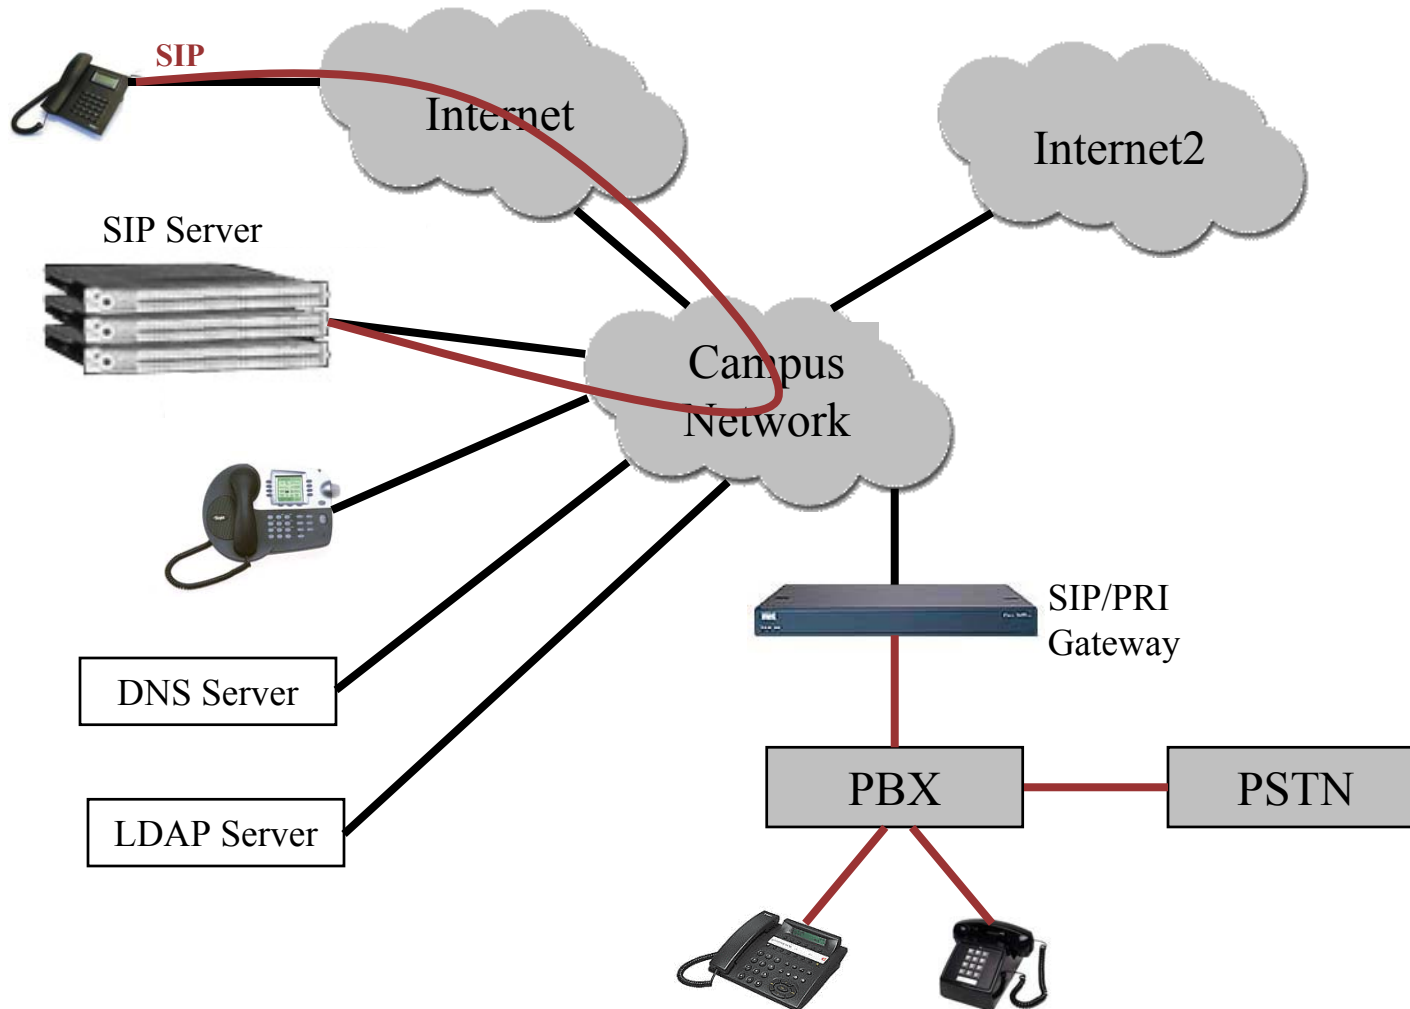 SIP
Internet
Internet2
SIP Server
Campus
Network
SIP/PRI
Gateway
DNS Server
PBX
PSTN
LDAP Server